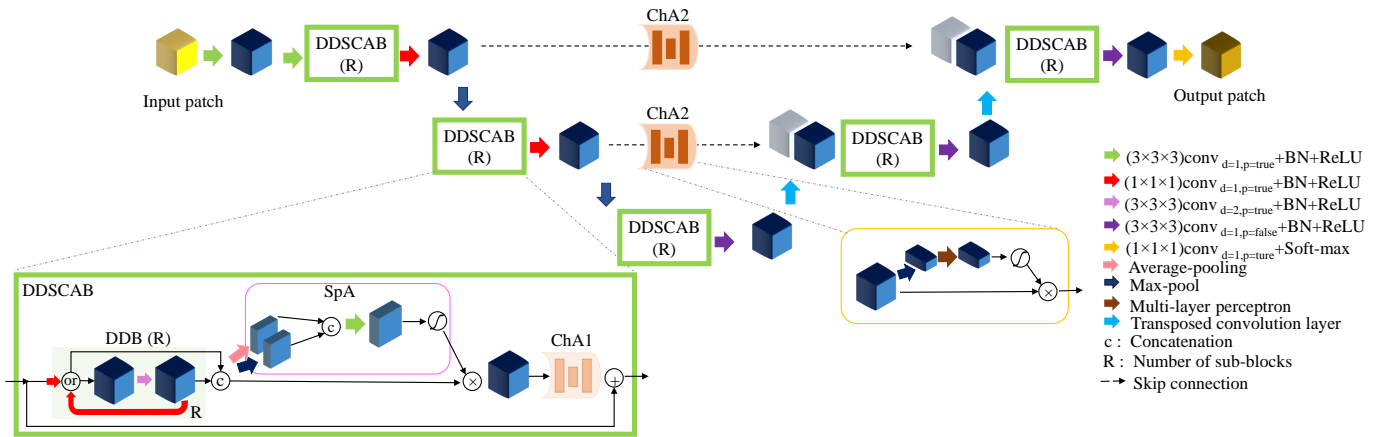 ChA2
DDSCAB
(R)
DDSCAB
(R)
Input patch
Output patch
ChA2
DDSCAB
(R)
DDSCAB
(R)
DDSCAB
(R)
(3×3×3)conv d=1,p=true+BN+ReLU
(1×1×1)conv d=1,p=true+BN+ReLU
(3×3×3)conv d=2,p=true+BN+ReLU
(3×3×3)conv d=1,p=false+BN+ReLU
(1×1×1)conv d=1,p=ture+Soft-max
Average-pooling
Max-pool
Multi-layer perceptron
Transposed convolution layer
c : Concatenation
R : Number of sub-blocks
Skip connection
DDSCAB
SpA
c
DDB (R)
or
c
R
×
ChA1
+
×